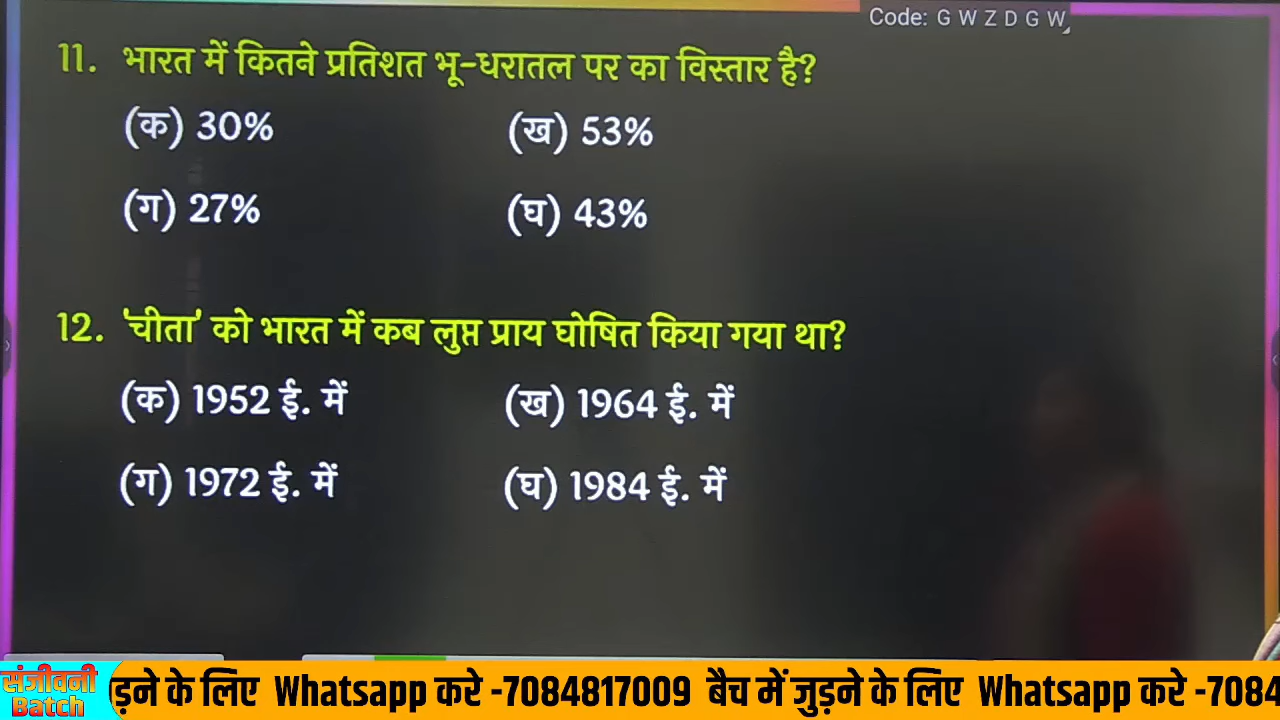 Code: G W Z D G W
11. भारत में कितने प्रतिशत भू-धरातल पर का विस्तार है?
(क) 30% (ख) 53%
(ग) 27% (घ) 43%
12. 'चीता' को भारत में कब लुप्त प्राय घोषित किया गया था?
(क) 1952 ई. में (ख) 1964 ई. में
(ग) 1972 ई. में (घ) 1984 ई. में
संजीवनी
Batch
ड़ने के लिए Whatsapp करे -7084817009 बैच में जुड़ने के लिए Whatsapp करे -7084